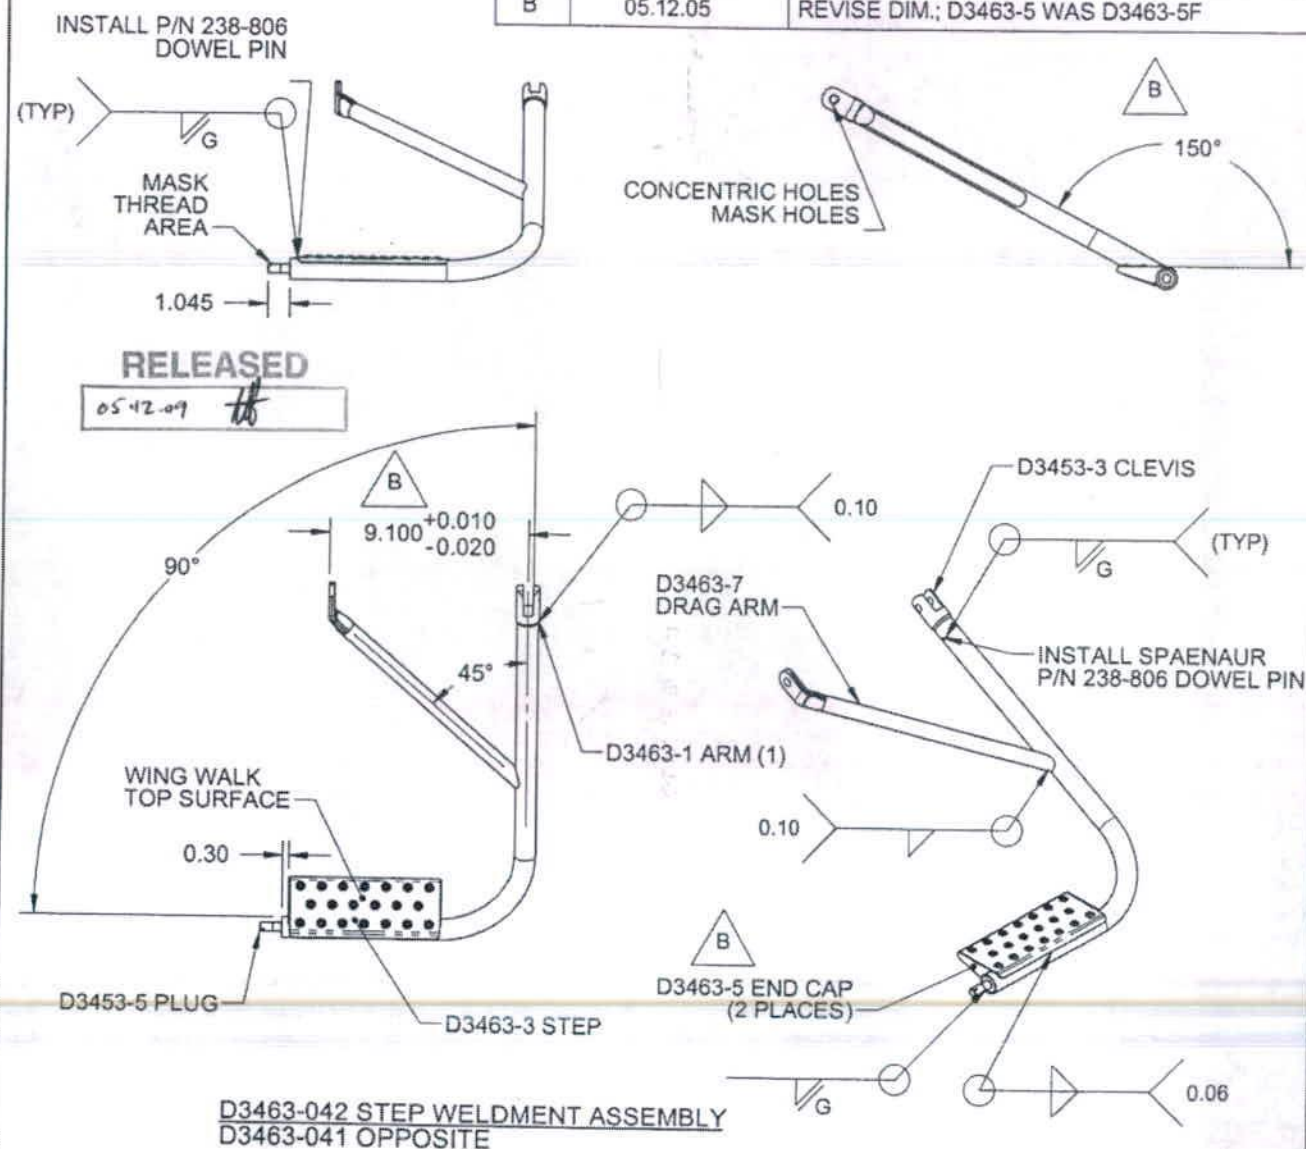 B 05.12.05 REVISE DIM.; D3463-5 WAS D3463-5F
INSTALL P/N 238-806
DOWEL PIN
(TYP)
G
MASK
THREAD
AREA
1.045
B
150°
CONCENTRIC HOLES
MASK HOLES
RELEASED
05.12.09
B
9.100 +0.010
-0.020
90°
45°
0.10
D3453-3 CLEVIS
(TYP)
G
D3463-7
DRAG ARM
INSTALL SPAENAUR
P/N 238-806 DOWEL PIN
D3463-1 ARM (1)
WING WALK
TOP SURFACE
0.30
0.10
B
D3463-5 END CAP
(2 PLACES)
D3453-5 PLUG
D3463-3 STEP
G
0.06
D3463-042 STEP WELDMENT ASSEMBLY
D3463-041 OPPOSITE